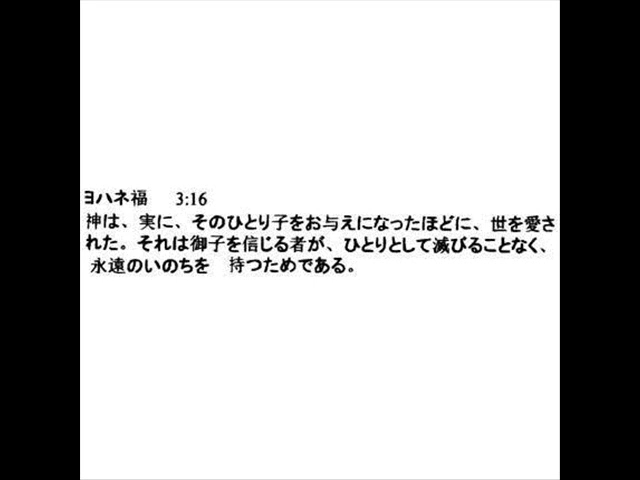 ヨハネ福 3:16
神は、実に、そのひとり子をお与えになったほどに、世を愛さ
れた。それは御子を信じる者が、ひとりとして滅びることなく、
永遠のいのちを 持つためである。